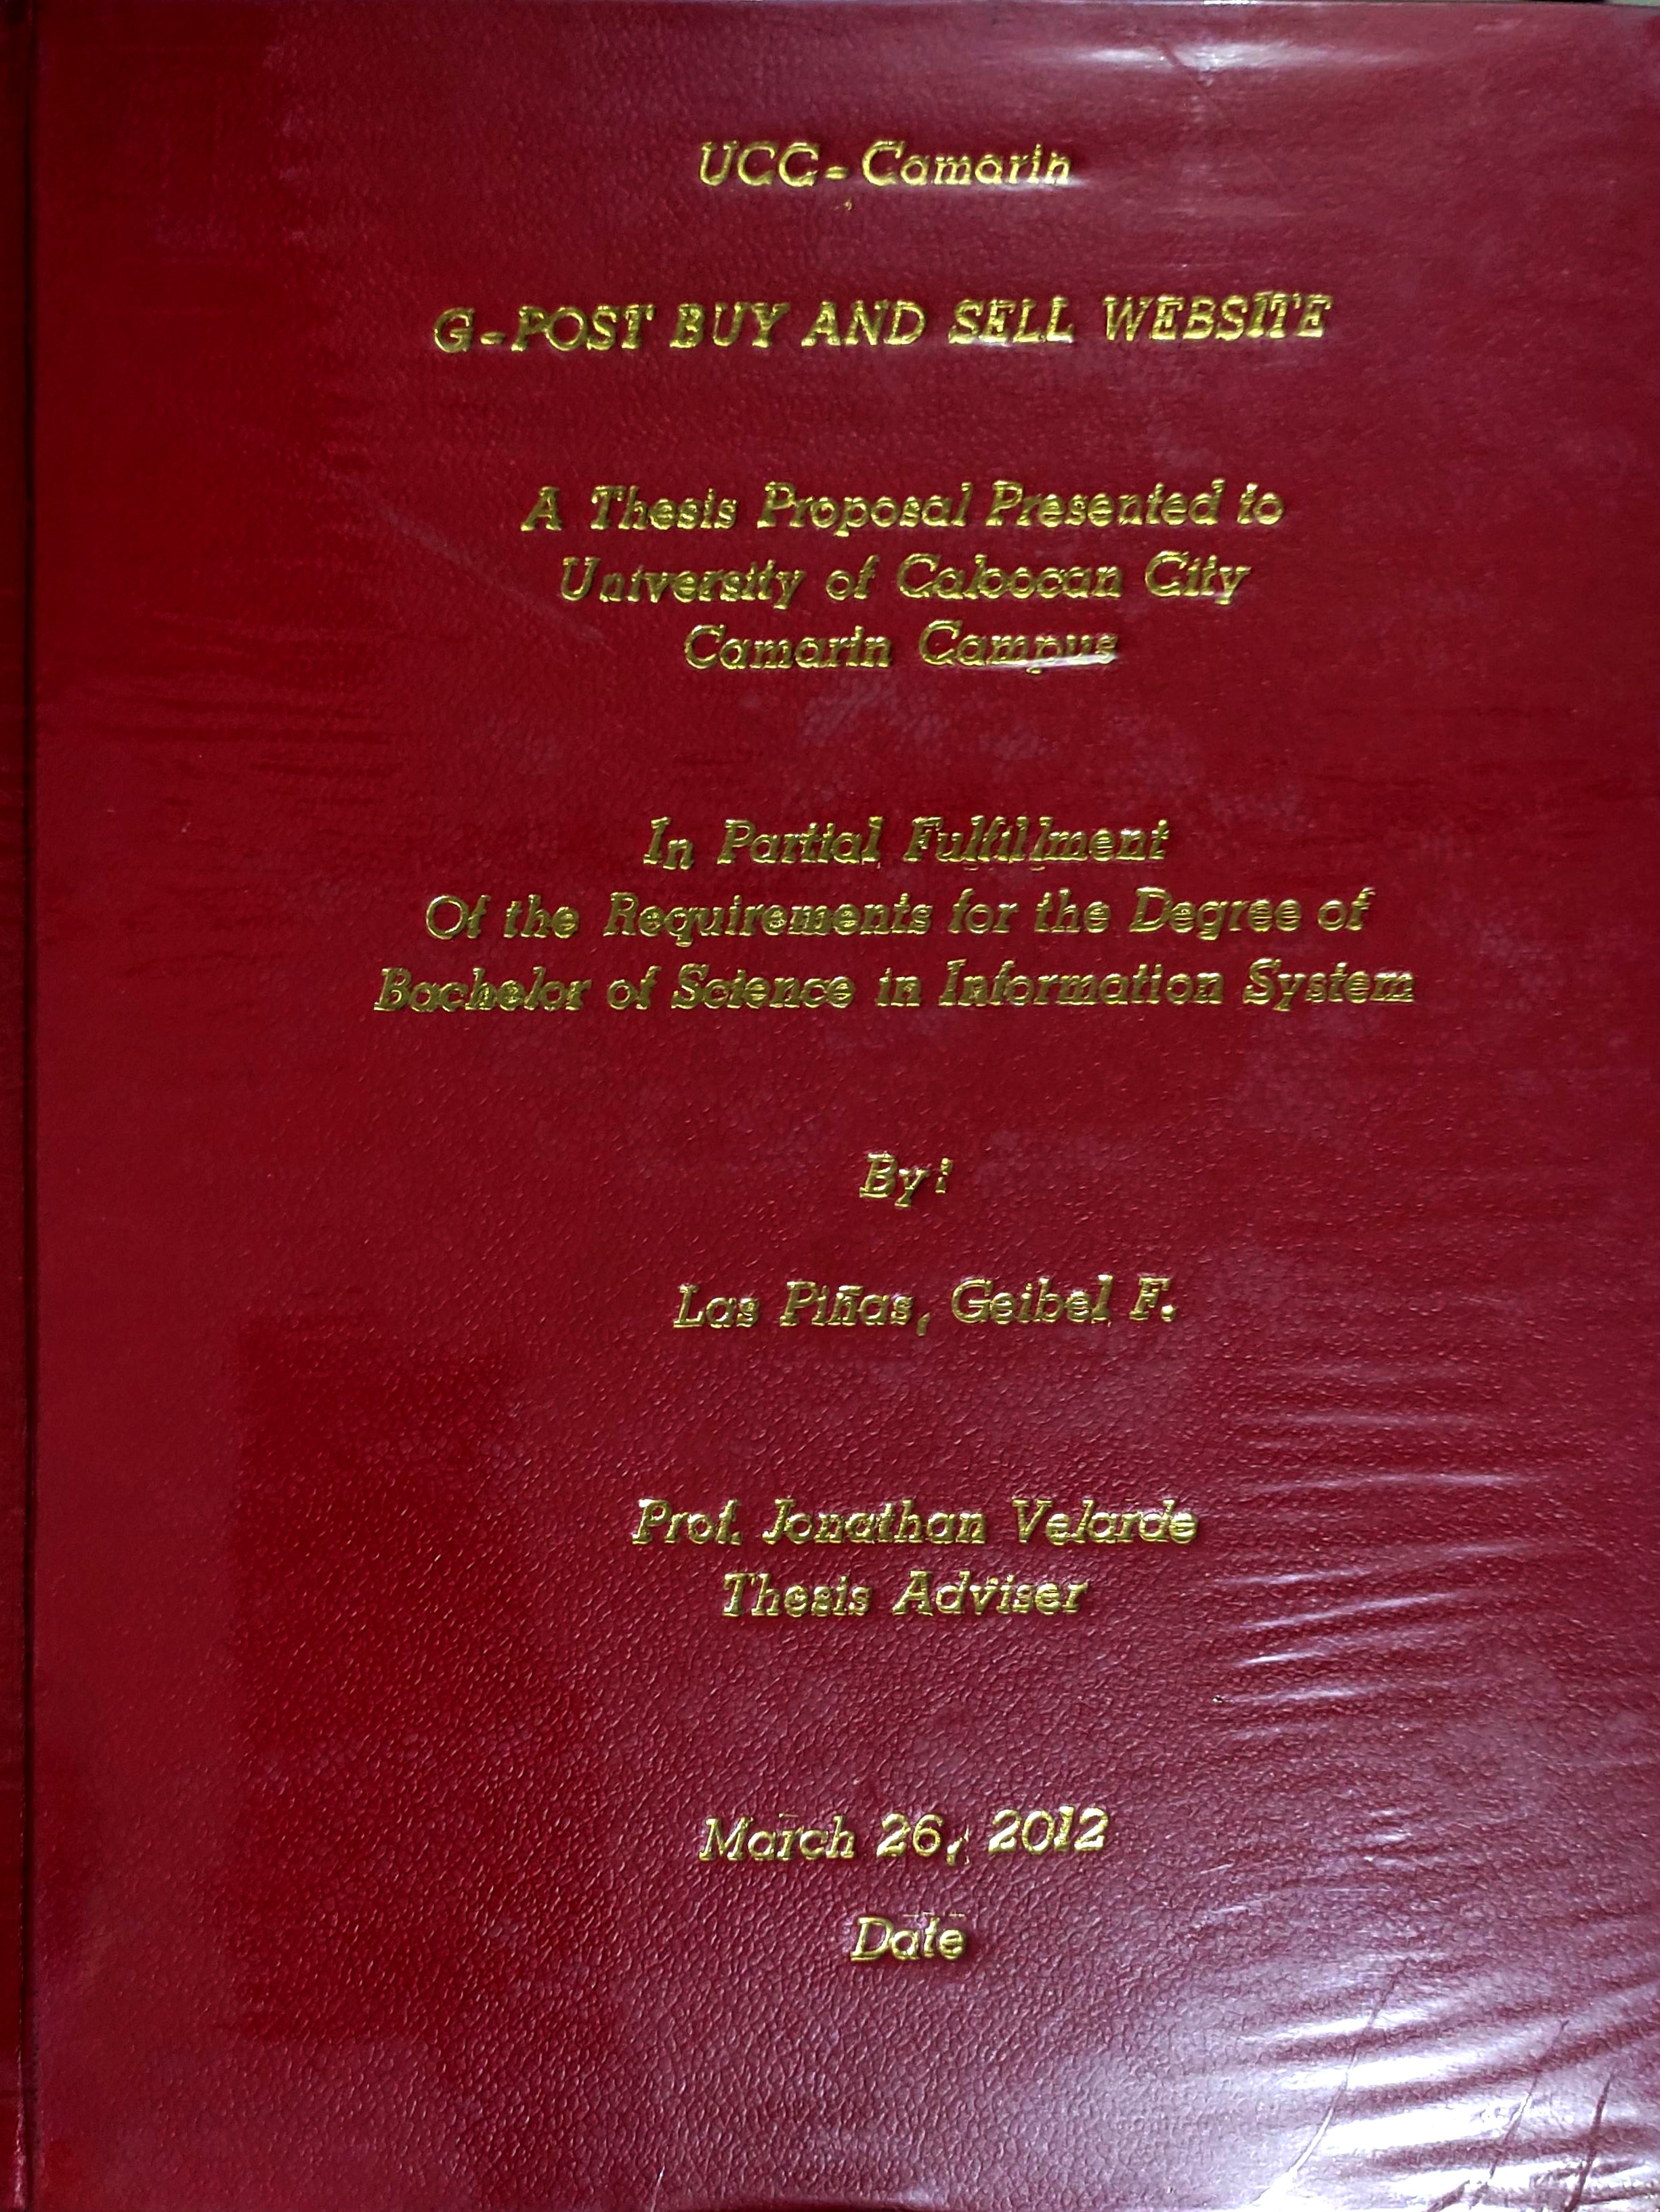 UCC-Camarin
G-POST BUY AND SELL WEBSITE
A Thesis Proposal Presented to
University of Caloocan City
Camarin Campus
In Partial Fulfillment
Of the Requirements for the Degree of
Bachelor of Science in Information System
By:
Las Piñas, Geibel F.
Prof. Jonathan Velarde
Thesis Adviser
March 26, 2012
Date